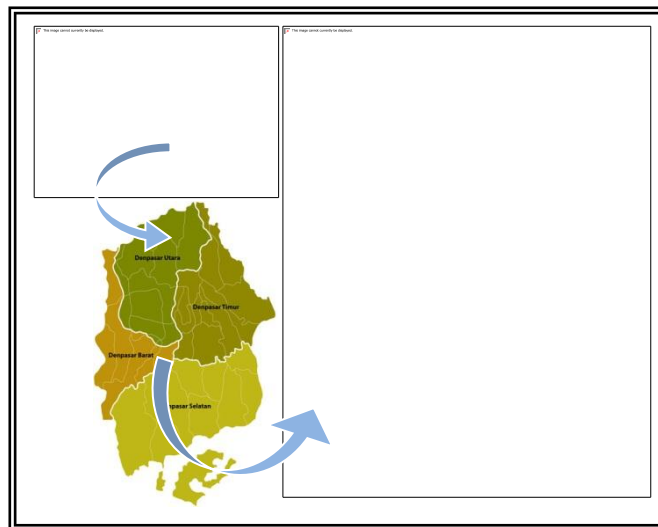 This image cannot currently be displayed.
This image cannot currently be displayed.
Denpasar Utara
Denpasar Timur
Denpasar Barat
npasar Selatan